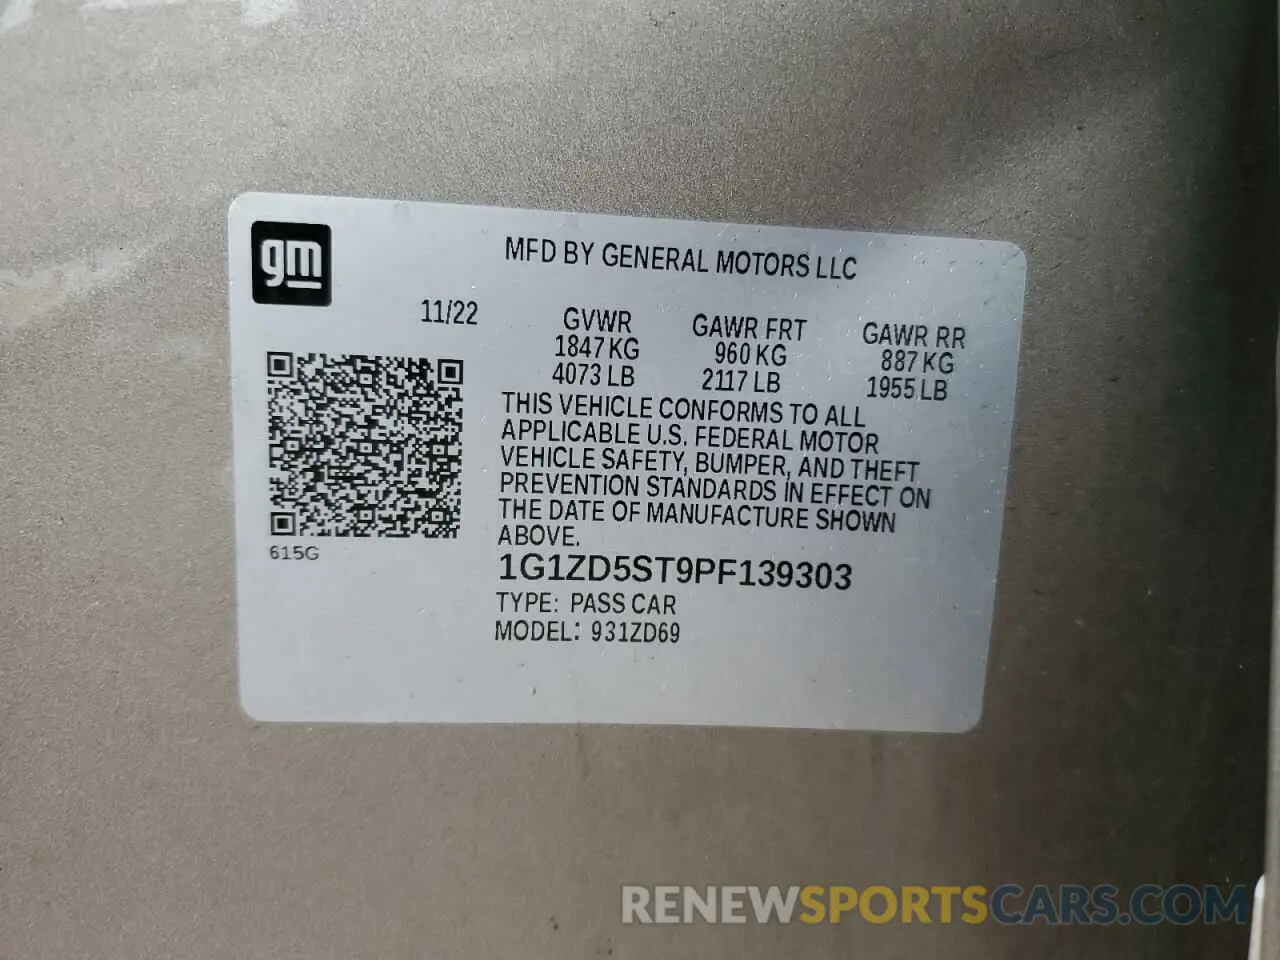 gm
MFD BY GENERAL MOTORS LLC
11/22
GVWR GAWR FRT GAWR RR
1847 KG 960 KG 887 KG
4073 LB 2117 LB 1955 LB
THIS VEHICLE CONFORMS TO ALL
APPLICABLE U.S. FEDERAL MOTOR
VEHICLE SAFETY, BUMPER, AND THEFT
PREVENTION STANDARDS IN EFFECT ON
THE DATE OF MANUFACTURE SHOWN
ABOVE.
615G
1G1ZD5ST9PF139303
TYPE: PASS CAR
MODEL: 931ZD69
RENEWSPORTSCARS.COM